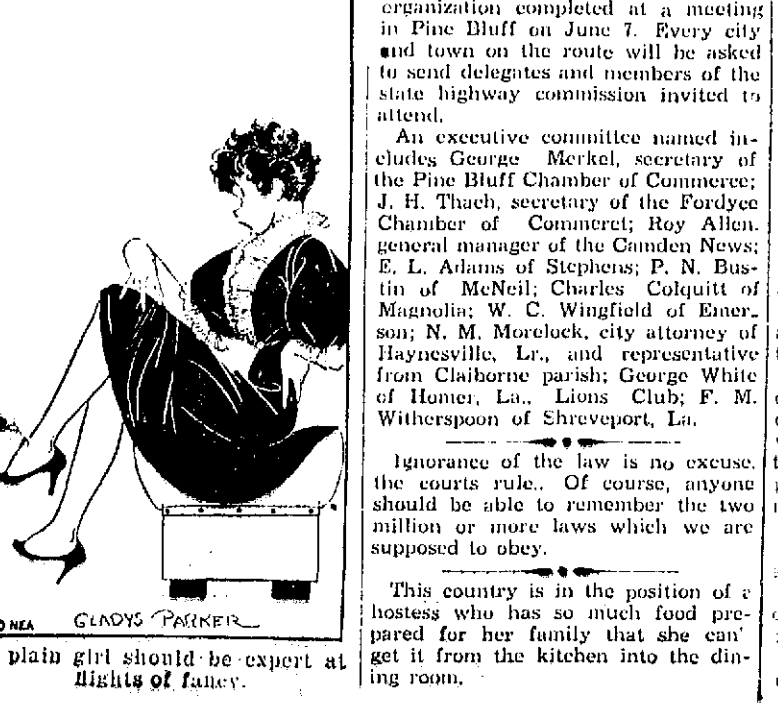 © NEA
GLADYS PARKER
plain girl should be expert at
flights of fancy.
organization completed at a meeting
in Pine Bluff on June 7. Every city
and town on the route will be asked
to send delegates and members of the
state highway commission invited to
attend.
An executive committee named in-
cludes George Merkel, secretary of
the Pine Bluff Chamber of Commerce;
J. H. Thach, secretary of the Fordyce
Chamber of Commerct; Roy Allen,
general manager of the Camden News;
E. L. Adams of Stephens; P. N. Bus-
tin of McNeil; Charles Colquitt of
Magnolia; W. C. Wingfield of Emer-
son; N. M. Morelock, city attorney of
Haynesville, Lr., and representative
from Claiborne parish; George White
of Homer, La., Lions Club; F. M.
Witherspoon of Shreveport, La.
Ignorance of the law is no excuse,
the courts rule.. Of course, anyone
should be able to remember the two
million or more laws which we are
supposed to obey.
This country is in the position of a
hostess who has so much food pre-
pared for her family that she can'
get it from the kitchen into the din-
ing room.